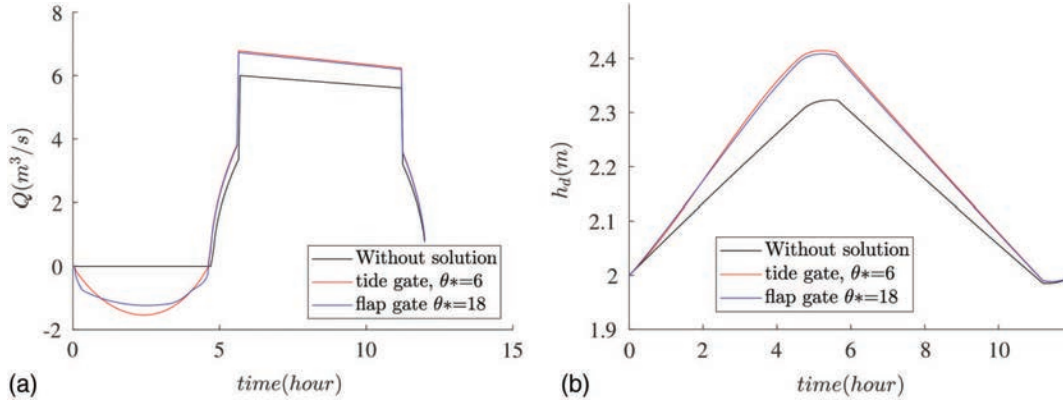 8
6
4
2
0
-2
Q(m³/s)
0
5
10
15
time(hour)
Without solution
tide gate, θ*=6
flap gate θ*=18
(a)
2.4
2.3
2.2
2.1
2
1.9
h_d(m)
0
2
4
6
8
10
time(hour)
Without solution
tide gate, θ*=6
flap gate θ*=18
(b)